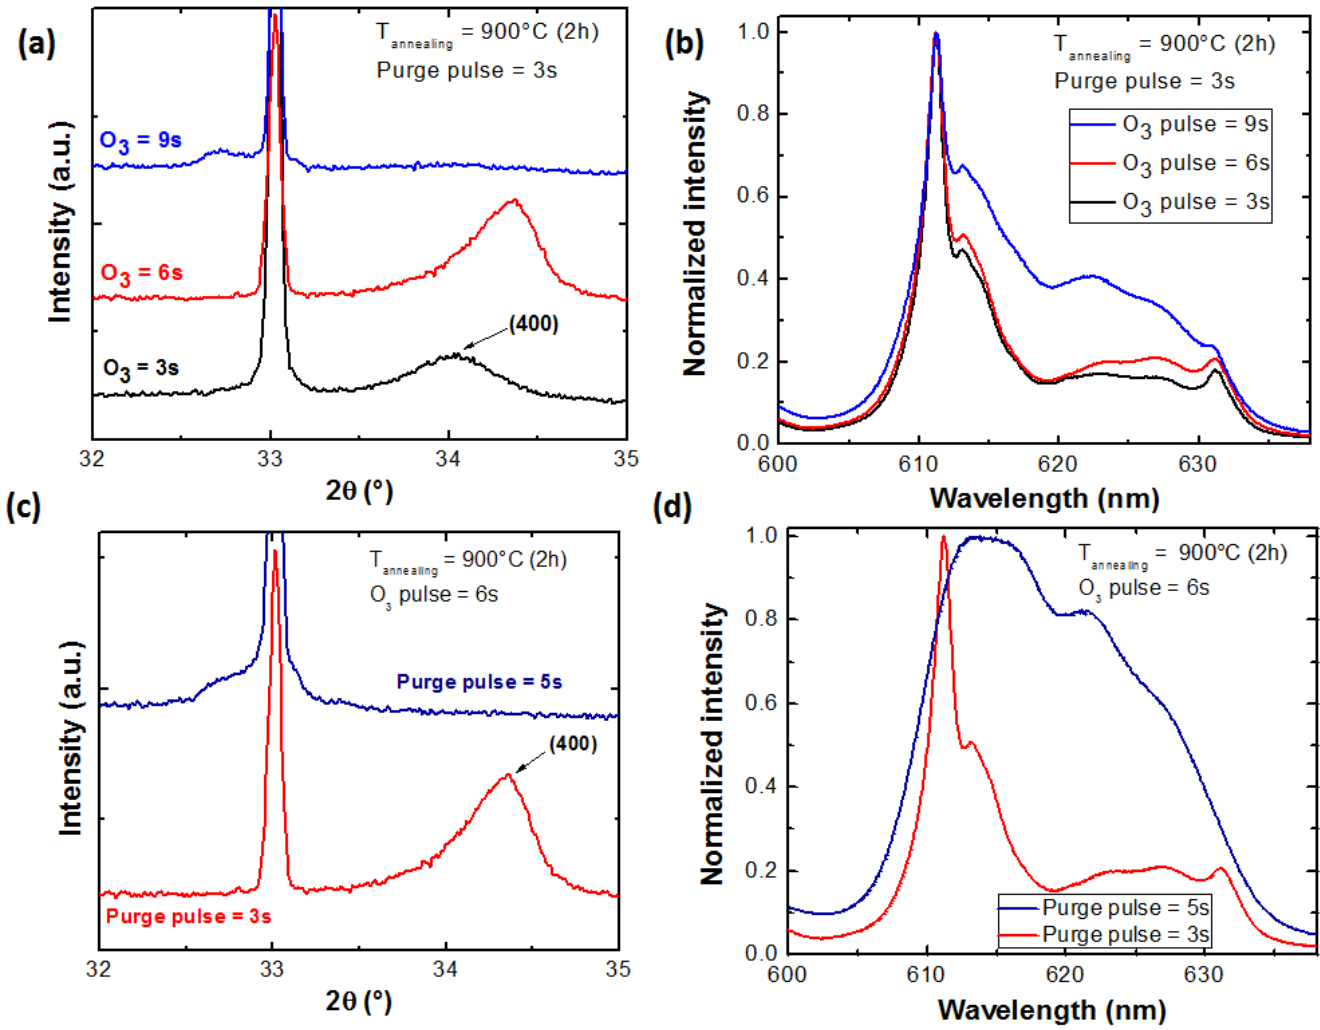 (a)
T annealing = 900°C (2h)
Purge pulse = 3s
O3 = 9s
O3 = 6s
O3 = 3s
(400)
Intensity (a.u.)
32 33 34 35
2θ (°)
(b)
T annealing = 900°C (2h)
Purge pulse = 3s
O3 pulse = 9s
O3 pulse = 6s
O3 pulse = 3s
Normalized intensity
1.0
0.8
0.6
0.4
0.2
0.0
600 610 620 630
Wavelength (nm)
(c)
T annealing = 900°C (2h)
O3 pulse = 6s
Purge pulse = 5s
(400)
Purge pulse = 3s
Intensity (a.u.)
32 33 34 35
2θ (°)
(d)
T annealing = 900°C (2h)
O3 pulse = 6s
Purge pulse = 5s
Purge pulse = 3s
Normalized intensity
1.0
0.8
0.6
0.4
0.2
0.0
600 610 620 630
Wavelength (nm)